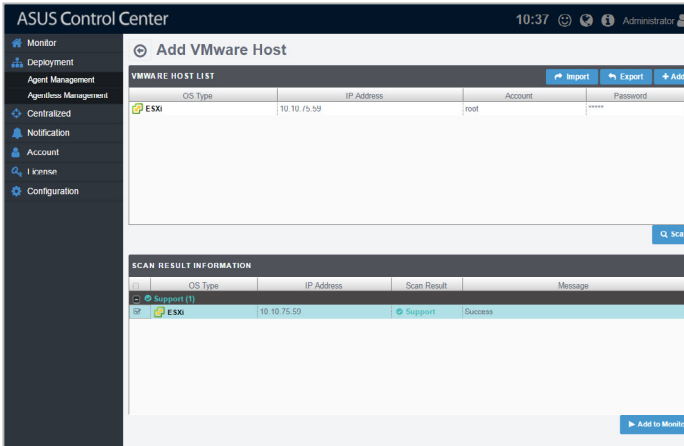 ASUS Control Center
10:37
Administrator
Monitor
Deployment
Agent Management
Agentless Management
Centralized
Notification
Account
License
Configuration
Add VMware Host
VMWARE HOST LIST
Import
Export
+ Add
OS Type IP Address Account Password
ESXi 10.10.75.59 root *****
Sca
SCAN RESULT INFORMATION
OS Type IP Address Scan Result Message
Support (1)
ESXi 10.10.75.59 Support Success
Add to Monito